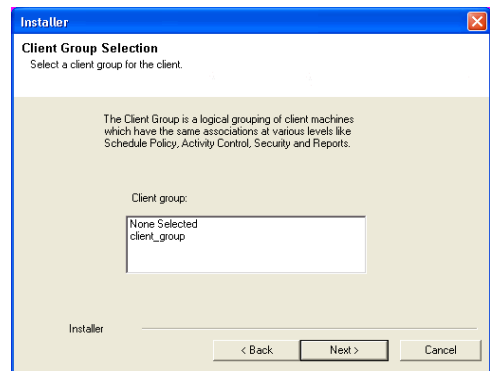 Installer
Client Group Selection
Select a client group for the client.
The Client Group is a logical grouping of client machines
which have the same associations at various levels like
Schedule Policy, Activity Control, Security and Reports.
Client group:
None Selected
client_group
Installer
< Back
Next >
Cancel